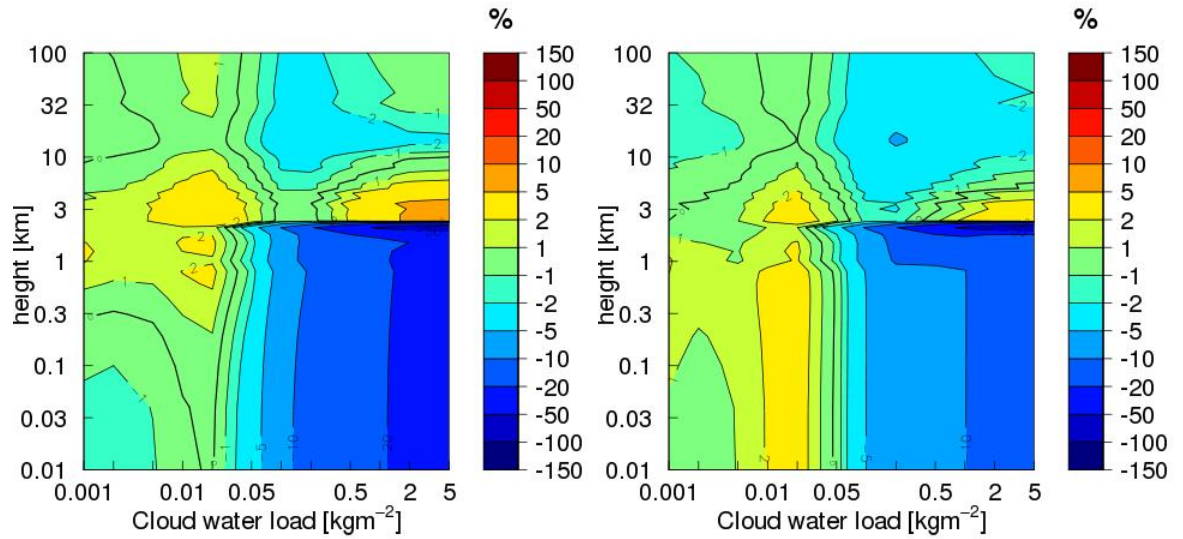 % %
100 150 100 150
100 100
32 50 32 50
20 20
10 10 10 10
5 5
3 2 3 2
1 1
1 -1 1 -1
-2 -2
0.3 -5 0.3 -5
-10 -10
0.1 -20 0.1 -20
0.03 -50 0.03 -50
-100 -100
0.01 -150 0.01 -150
height [km] height [km]
0.001 0.01 0.05 0.5 2 5 0.001 0.01 0.05 0.5 2 5
Cloud water load [kgm−2] Cloud water load [kgm−2]